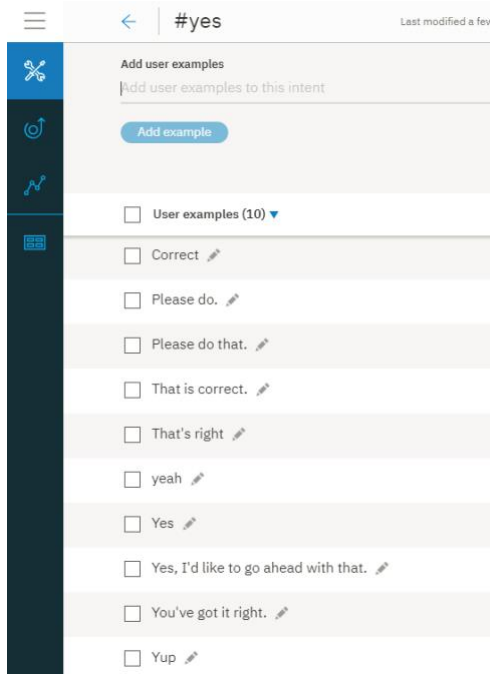 #yes
Last modified a few
Add user examples
Add user examples to this intent
Add example
User examples (10)
Correct
Please do.
Please do that.
That is correct.
That's right
yeah
Yes
Yes, I'd like to go ahead with that.
You've got it right.
Yup